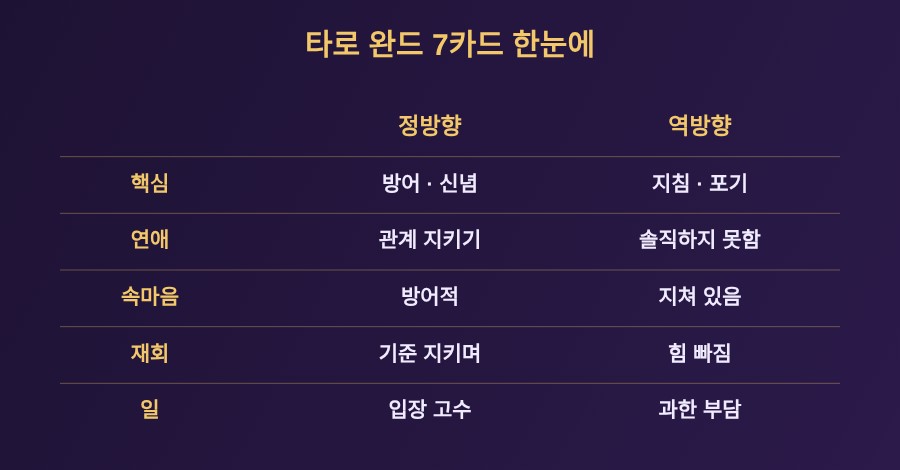 타로 완드 7카드 한눈에
정방향 역방향
핵심 방어 · 신념 지침 · 포기
연애 관계 지키기 솔직하지 못함
속마음 방어적 지쳐 있음
재회 기준 지키며 힘 빠짐
일 입장 고수 과한 부담